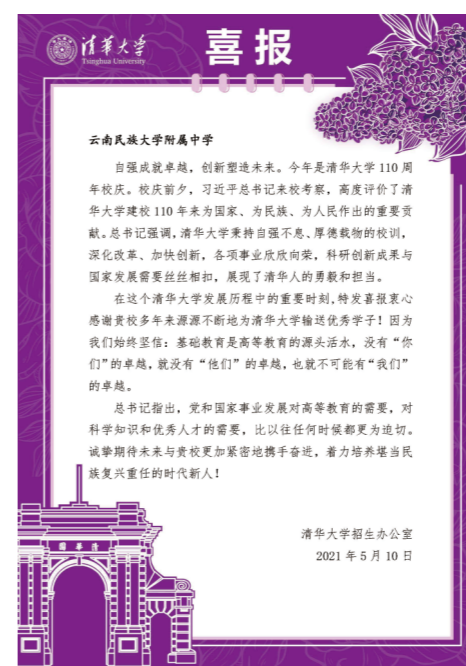 清华大学
Tsinghua University
喜报
云南民族大学附属中学
自强成就卓越，创新塑造未来。今年是清华大学 110 周
年校庆。校庆前夕，习近平总书记来校考察，高度评价了清
华大学建校 110 年来为国家、为民族、为人民作出的重要贡
献。总书记强调，清华大学秉持自强不息、厚德载物的校训，
深化改革、加快创新，各项事业欣欣向荣，科研创新成果与
国家发展需要丝丝相扣，展现了清华人的勇毅和担当。
在这个清华大学发展历程中的重要时刻，特发喜报衷心
感谢贵校多年来源源不断地为清华大学输送优秀学子！因为
我们始终坚信：基础教育是高等教育的源头活水，没有“你
们”的卓越，就没有“他们”的卓越，也就不可能有“我们”
的卓越。
总书记指出，党和国家事业发展对高等教育的需要，对
科学知识和优秀人才的需要，比以往任何时候都更为迫切。
诚挚期待未来与贵校更加紧密地携手奋进，着力培养堪当民
族复兴重任的时代新人！
清华大学招生办公室
2021 年 5 月 10 日
園華清